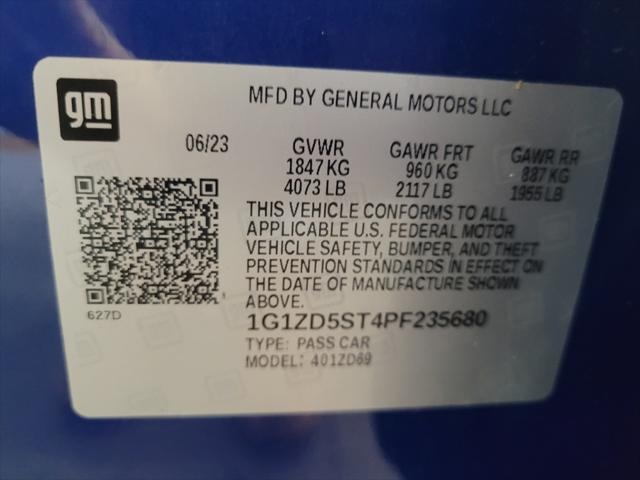 gm
MFD BY GENERAL MOTORS LLC
06/23 GVWR GAWR FRT GAWR RR
1847 KG 960 KG 887 KG
4073 LB 2117 LB 1955 LB
THIS VEHICLE CONFORMS TO ALL
APPLICABLE U.S. FEDERAL MOTOR
VEHICLE SAFETY, BUMPER, AND THEFT
PREVENTION STANDARDS IN EFFECT ON
THE DATE OF MANUFACTURE SHOWN
ABOVE.
627D
1G1ZD5ST4PF235680
TYPE: PASS CAR
MODEL: 401ZD69